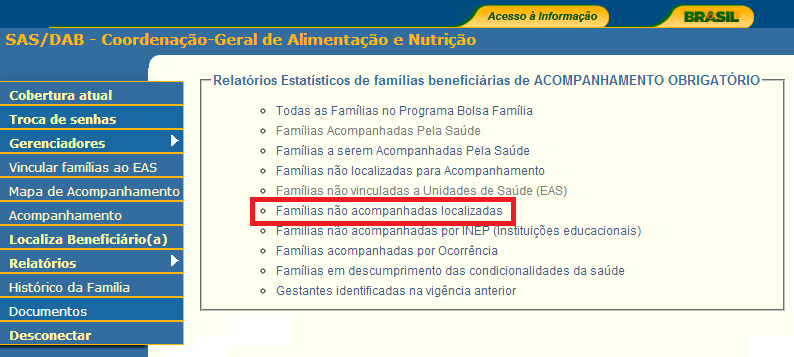 Acesso à Informação
BRASIL
SAS/DAB - Coordenação-Geral de Alimentação e Nutrição
Cobertura atual
Troca de senhas
Gerenciadores
Vincular famílias ao EAS
Mapa de Acompanhamento
Acompanhamento
Localiza Beneficiário(a)
Relatórios
Histórico da Família
Documentos
Desconectar
Relatórios Estatísticos de famílias beneficiárias de ACOMPANHAMENTO OBRIGATÓRIO
Todas as Famílias no Programa Bolsa Família
Famílias Acompanhadas Pela Saúde
Famílias a serem Acompanhadas Pela Saúde
Famílias não localizadas para Acompanhamento
Famílias não vinculadas a Unidades de Saúde (EAS)
Famílias não acompanhadas localizadas
Famílias não acompanhadas por INEP (Instituições educacionais)
Famílias acompanhadas por Ocorrência
Famílias em descumprimento das condicionalidades da saúde
Gestantes identificadas na vigência anterior